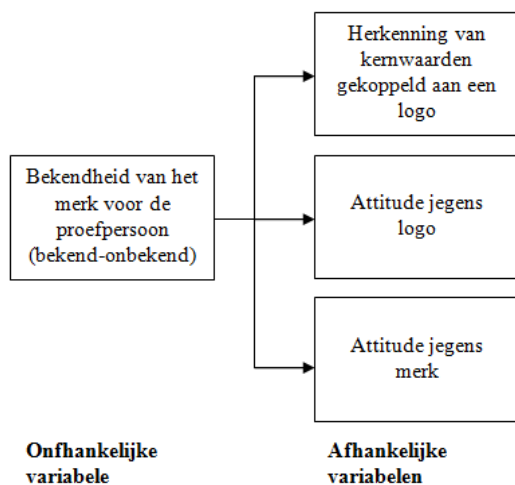 Herkenning van
kernwaarden
gekoppeld aan een
logo
Bekendheid van het
merk voor de
proefpersoon
(bekend-onbekend)
Attitude jegens
logo
Attitude jegens
merk
Onfhankelijke
variabele
Afhankelijke
variabelen